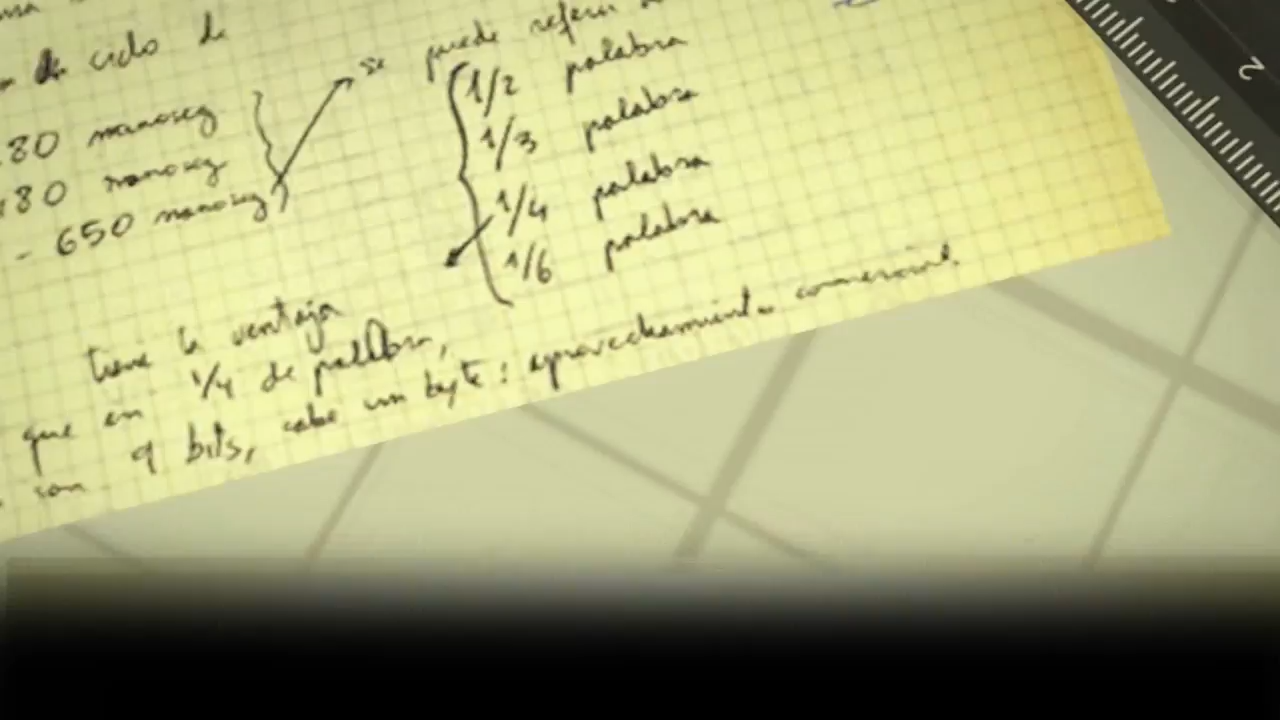 de ciclo de
80 nanoseg
se puede referir a
180 nanoseg
- 650 nanoseg
1/2 palabra
1/3 palabra
1/4 palabra
1/6 palabra
tiene la ventaja
que en 1/4 de palabra,
son 9 bits, cabe un byte: aprovechamiento comercial.
2